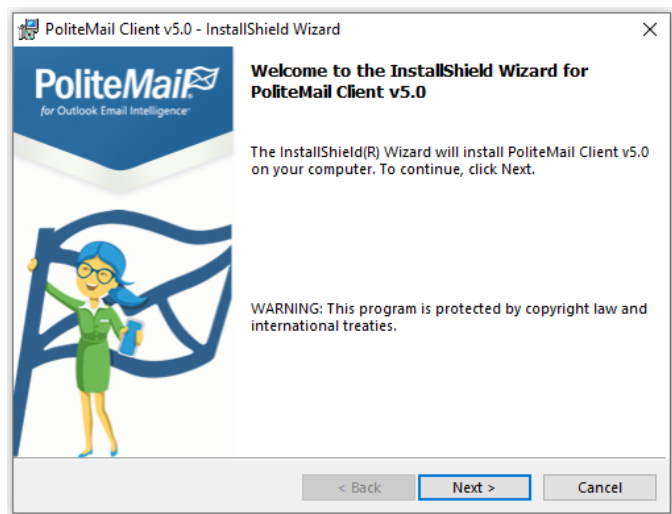 PoliteMail Client v5.0 - InstallShield Wizard
PoliteMail®
for Outlook Email Intelligence™
Welcome to the InstallShield Wizard for
PoliteMail Client v5.0
The InstallShield(R) Wizard will install PoliteMail Client v5.0
on your computer. To continue, click Next.
WARNING: This program is protected by copyright law and
international treaties.
< Back
Next >
Cancel